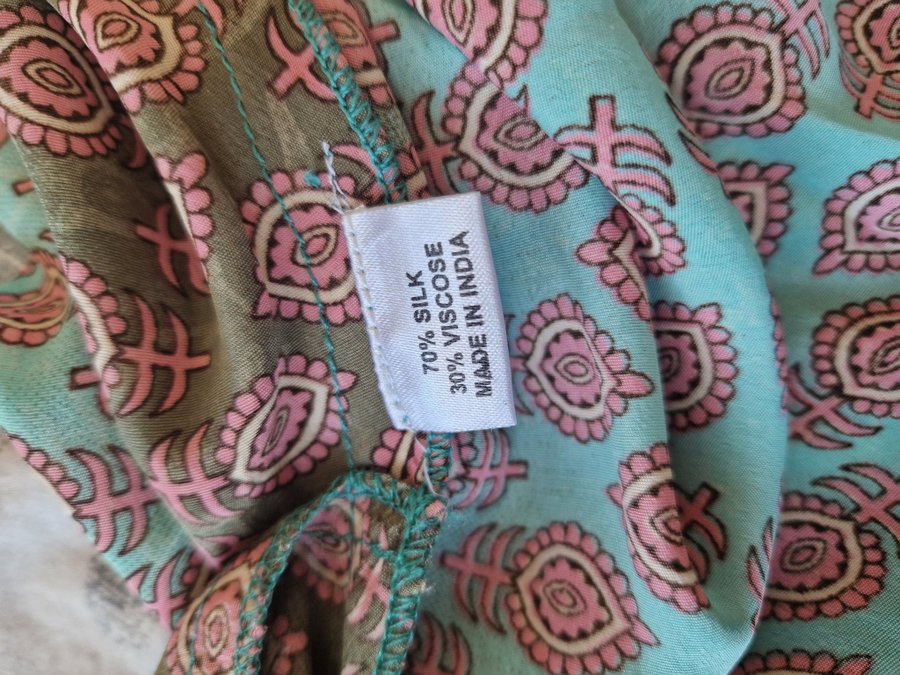 70% SILK
30% VISCOSE
MADE IN INDIA